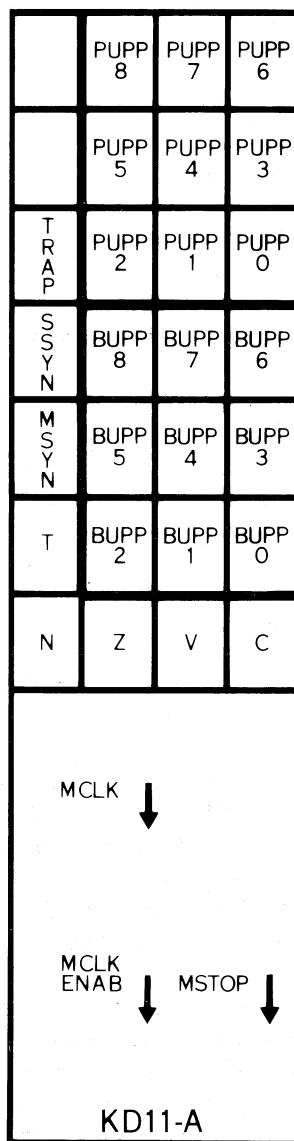 PUPP 8 PUPP 7 PUPP 6
PUPP 5 PUPP 4 PUPP 3
TRAP PUPP 2 PUPP 1 PUPP 0
SSYN BUPP 8 BUPP 7 BUPP 6
MSYN BUPP 5 BUPP 4 BUPP 3
T BUPP 2 BUPP 1 BUPP 0
N Z V C
MCLK
MCLK
ENAB MSTOP
KD11-A